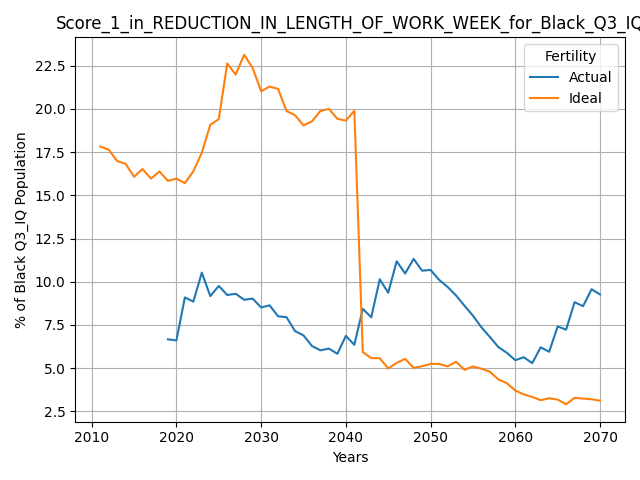 Score_1_in_REDUCTION_IN_LENGTH_OF_WORK_WEEK_for_Black_Q3_IQ
Fertility
Actual
Ideal
% of Black Q3_IQ Population
22.5
20.0
17.5
15.0
12.5
10.0
7.5
5.0
2.5
2010 2020 2030 2040 2050 2060 2070
Years